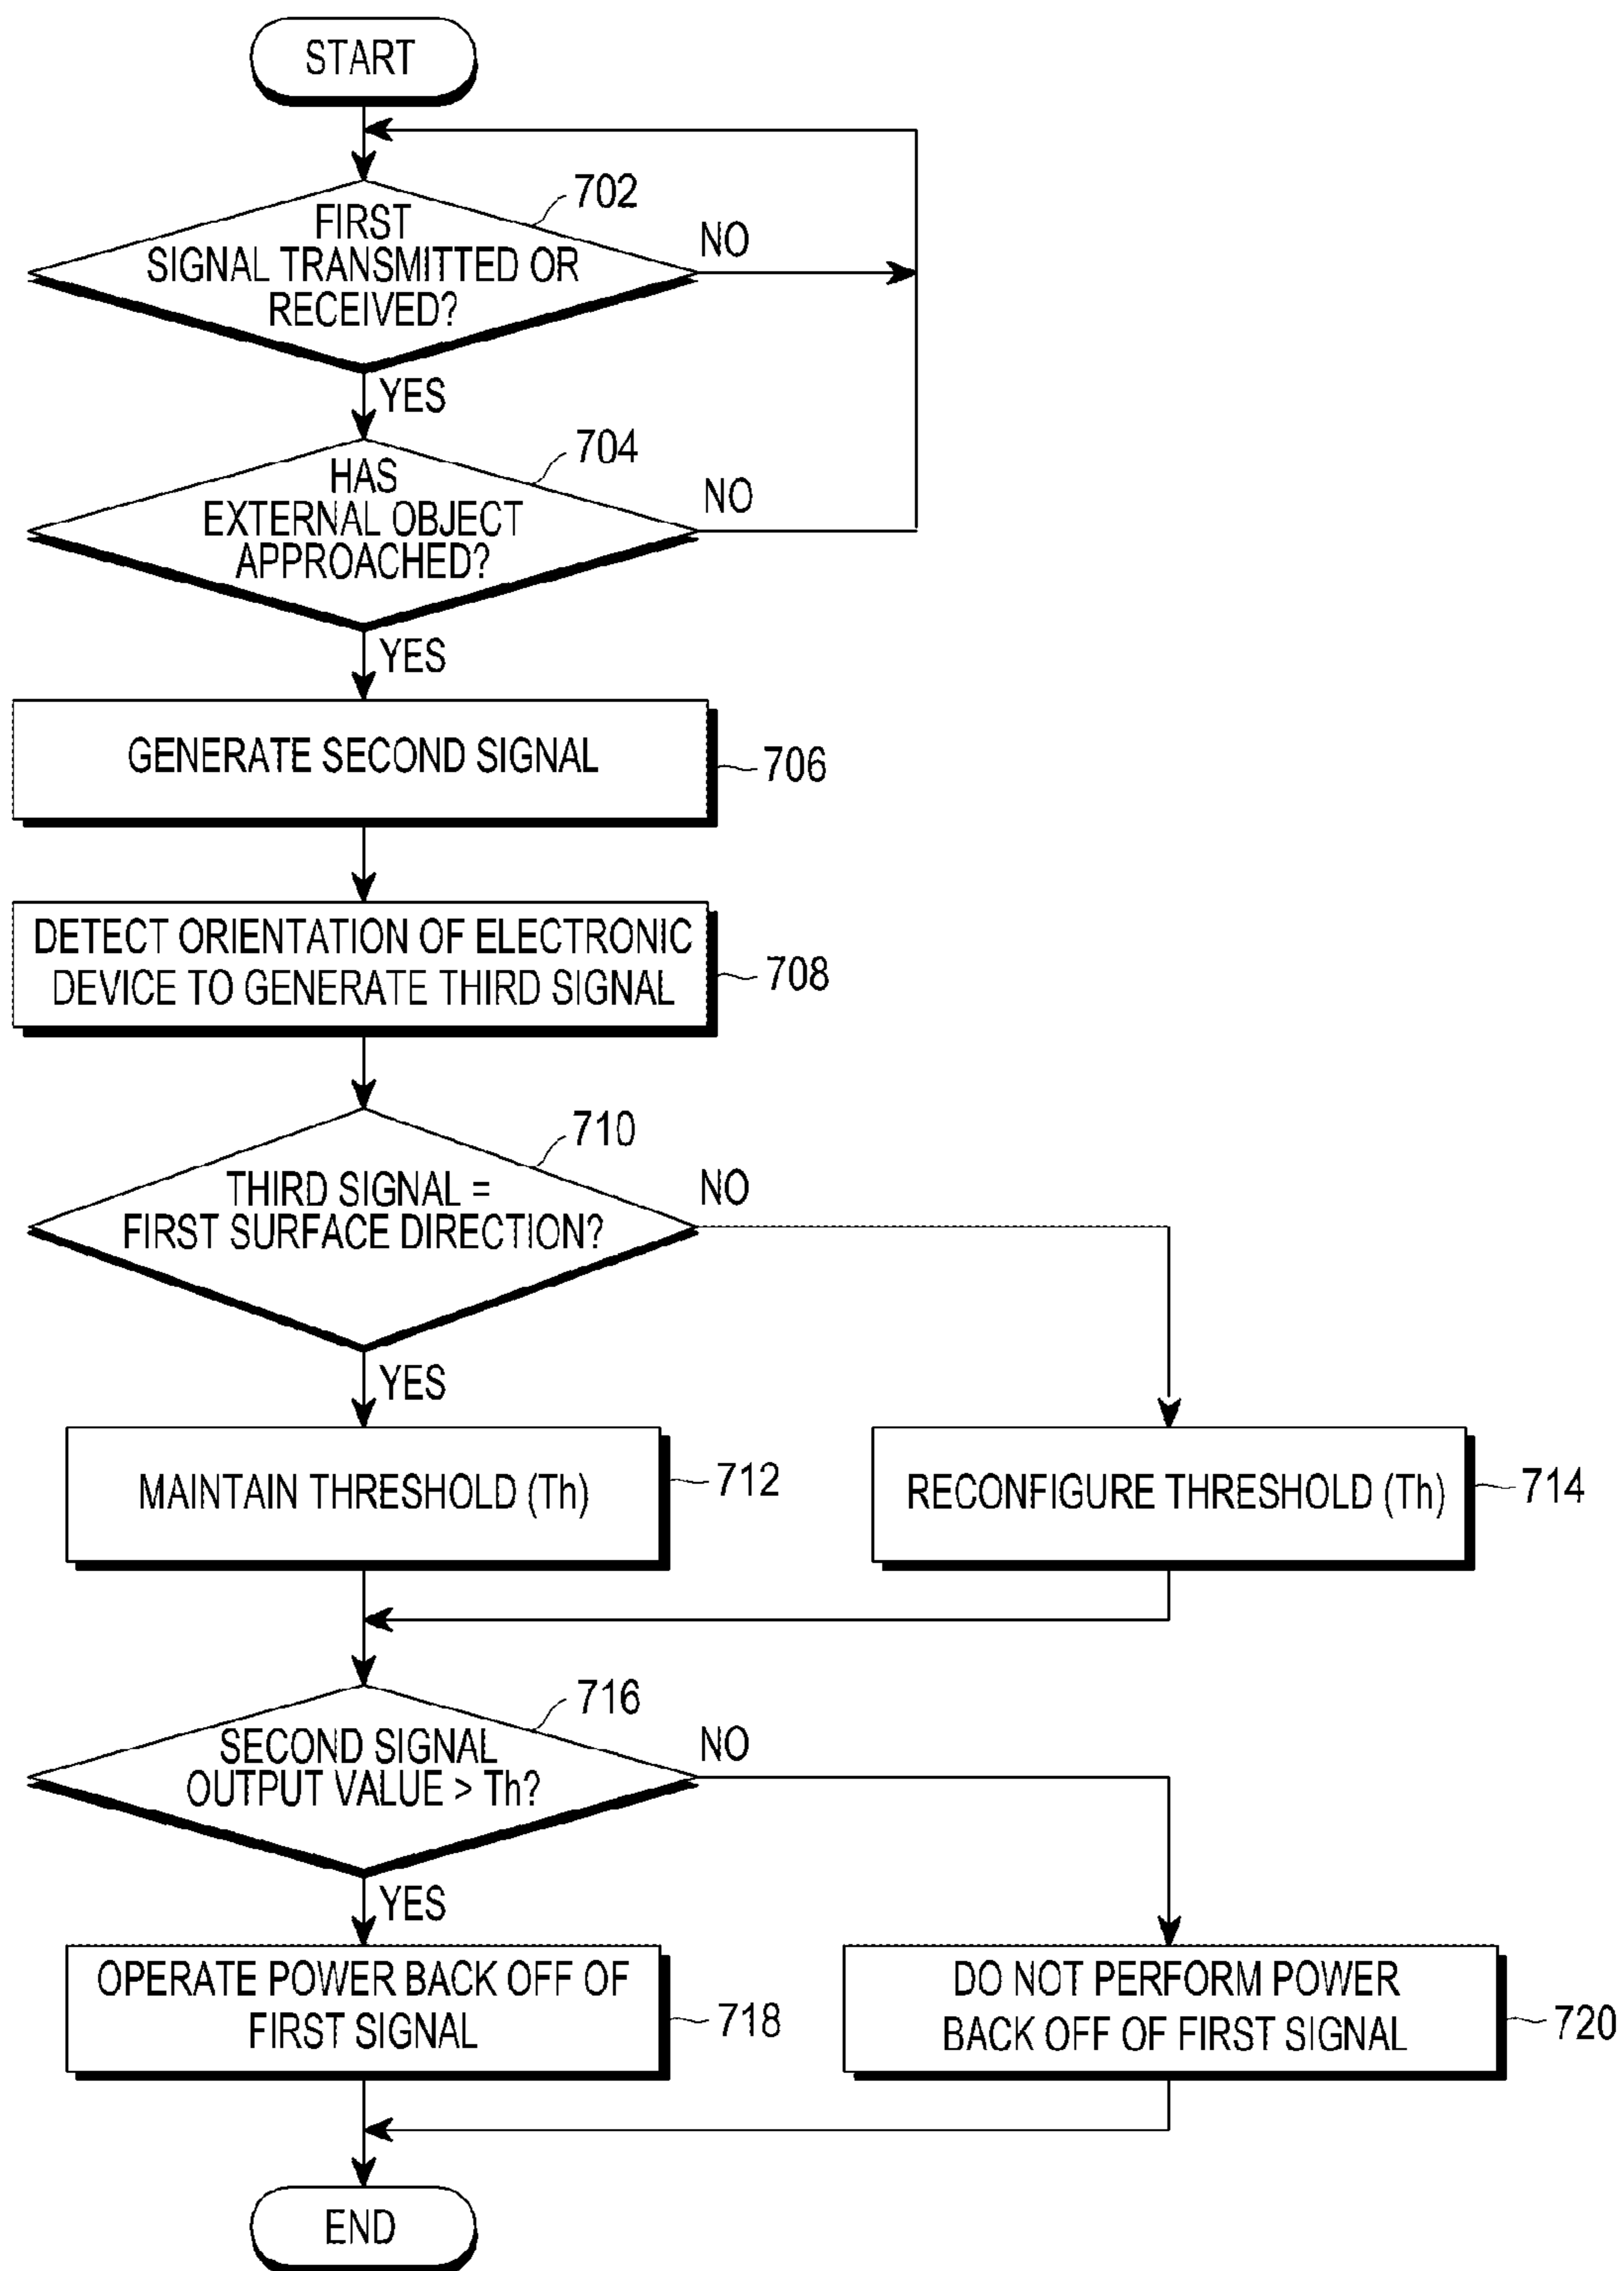 START
702
FIRST
SIGNAL TRANSMITTED OR
RECEIVED?
NO
YES
704
HAS
EXTERNAL OBJECT
APPROACHED?
NO
YES
GENERATE SECOND SIGNAL
706
DETECT ORIENTATION OF ELECTRONIC
DEVICE TO GENERATE THIRD SIGNAL
708
710
THIRD SIGNAL =
FIRST SURFACE DIRECTION?
NO
YES
MAINTAIN THRESHOLD (Th)
712
RECONFIGURE THRESHOLD (Th)
714
716
SECOND SIGNAL
OUTPUT VALUE > Th?
NO
YES
OPERATE POWER BACK OFF OF
FIRST SIGNAL
718
DO NOT PERFORM POWER
BACK OFF OF FIRST SIGNAL
720
END